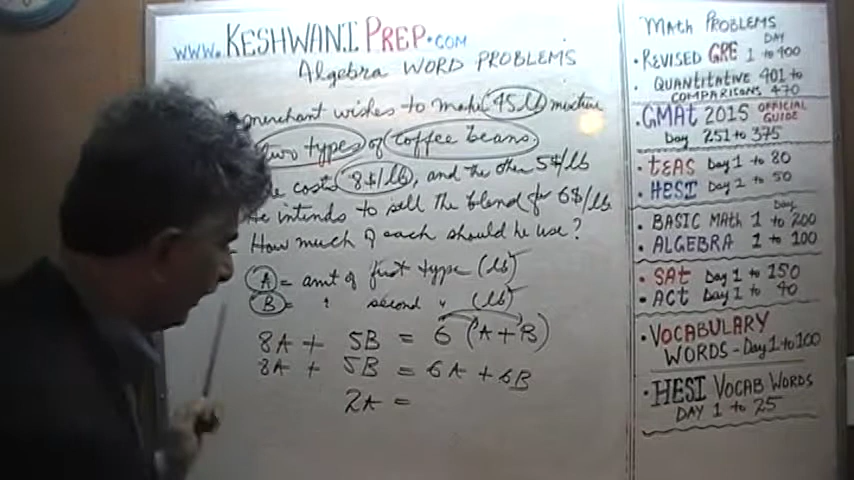 www.KESHWANI PREP.COM
Algebra WORD PROBLEMS
merchant wishes to make 45 lb mixture
two types of coffee beans.
costs 8$/lb, and the other 5$/lb
He intends to sell the blend for 6$/lb.
How much of each should he use?
A = amt of first type (lb)
B = " second " (lb)
8A + 5B = 6 (A+B)
8A + 5B = 6A + 6B
2A =
MATH PROBLEMS
DAY
• REVISED GRE 1 to 400
• QUANTITATIVE 401 to
COMPARISONS 470
• GMAT 2015 OFFICIAL GUIDE
Day 251 to 375
• tEAS Day 1 to 80
• HESI Day 1 to 50
Day
• BASIC MAth 1 to 200
• ALGEBRA 1 to 100
• SAt Day 1 to 150
• ACt Day 1 to 40
• VOCABULARY
WORDS - Day 1 to 100
• HESI VOCAB WORDS
DAY 1 to 25